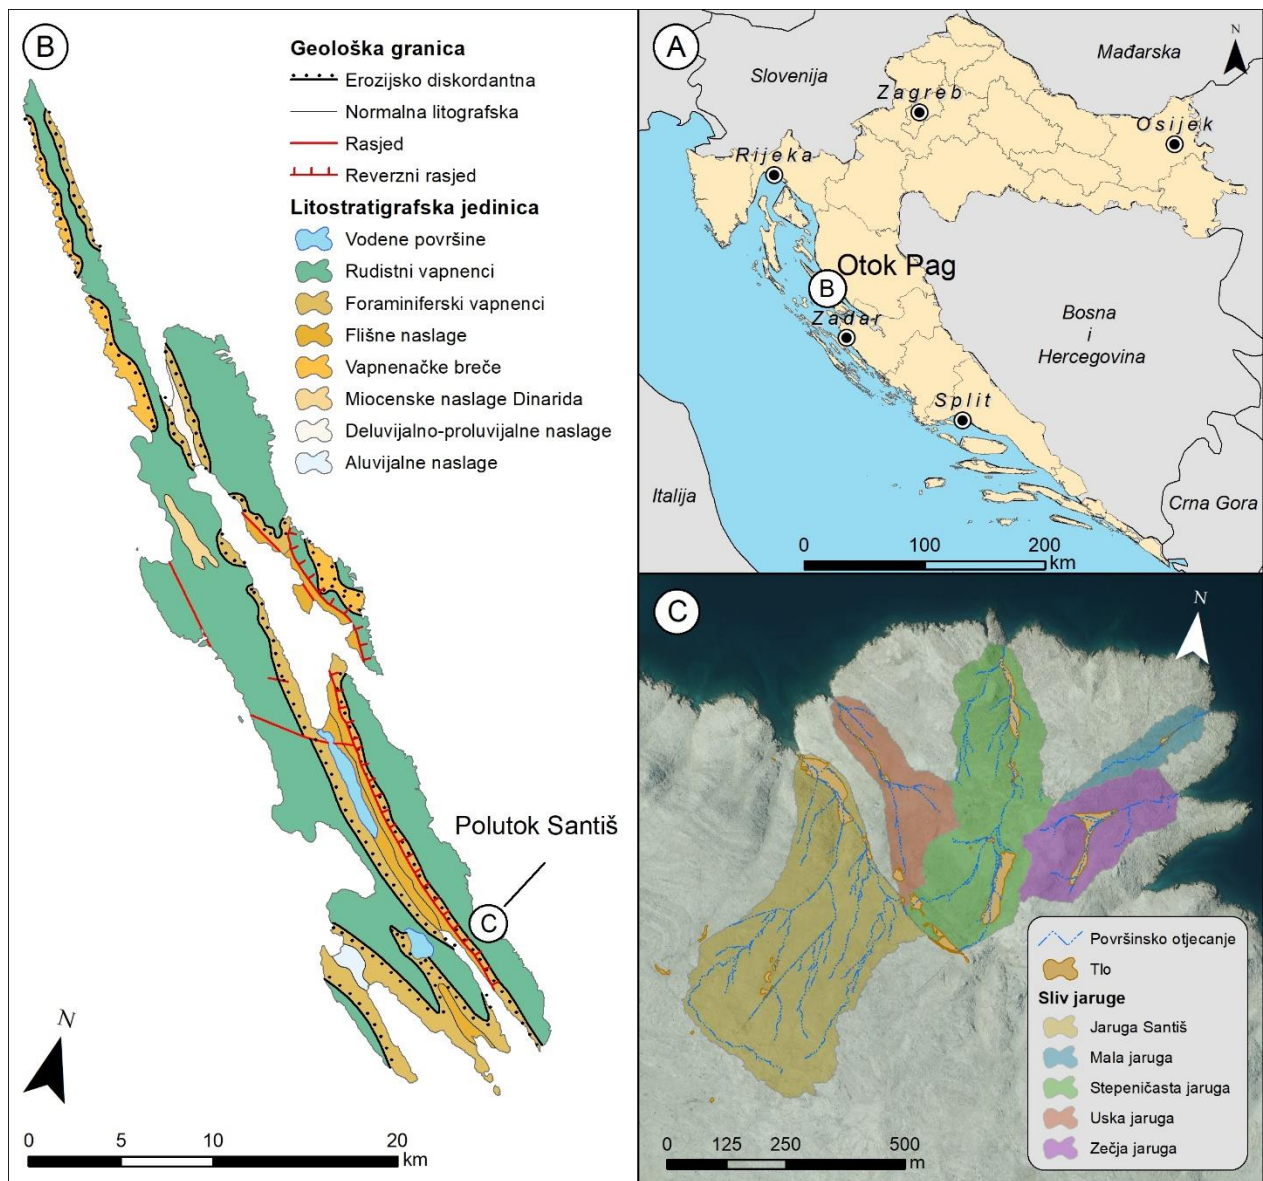 B
Geološka granica
Erozijsko diskordantna
Normalna litografska
Rasjed
Reverzni rasjed
Litostratigrafska jedinica
Vodene površine
Rudistni vapnenci
Foraminiferski vapnenci
Flišne naslage
Vapnenačke breče
Miocenske naslage Dinarida
Deluvijalno-proluvijalne naslage
Aluvijalne naslage
Polutok Santiš
C
N
0 5 10 20
km
A
N
Mađarska
Slovenija
Zagreb
Osijek
Rijeka
Otok Pag
B
Zadar
Bosna
i
Hercegovina
Split
Italija
Crna Gora
0 100 200
km
C
N
Površinsko otjecanje
Tlo
Sliv jaruge
Jaruga Santiš
Mala jaruga
Stepeničasta jaruga
Uska jaruga
Zečja jaruga
0 125 250 500
m